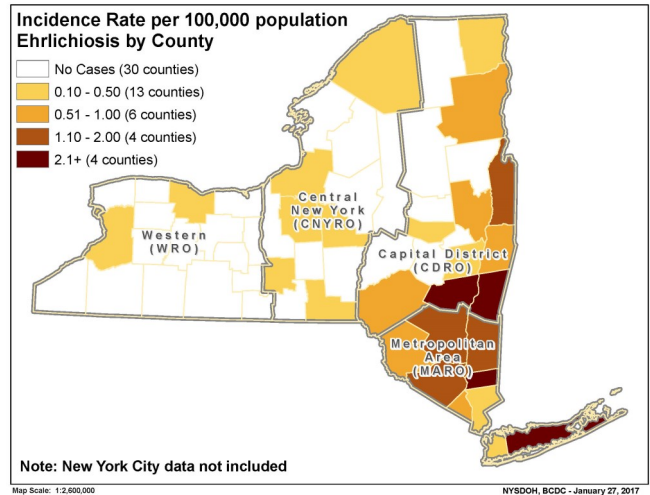 Incidence Rate per 100,000 population
Ehrlichiosis by County
No Cases (30 counties)
0.10 - 0.50 (13 counties)
0.51 - 1.00 (6 counties)
1.10 - 2.00 (4 counties)
2.1+ (4 counties)
Central
New York
(CNYRO)
Western
(WRO)
Capital District
(CDRO)
Metropolitan
Area
(MARO)
Note: New York City data not included
Map Scale: 1:2,600,000
NYSDOH, BCDC - January 27, 2017